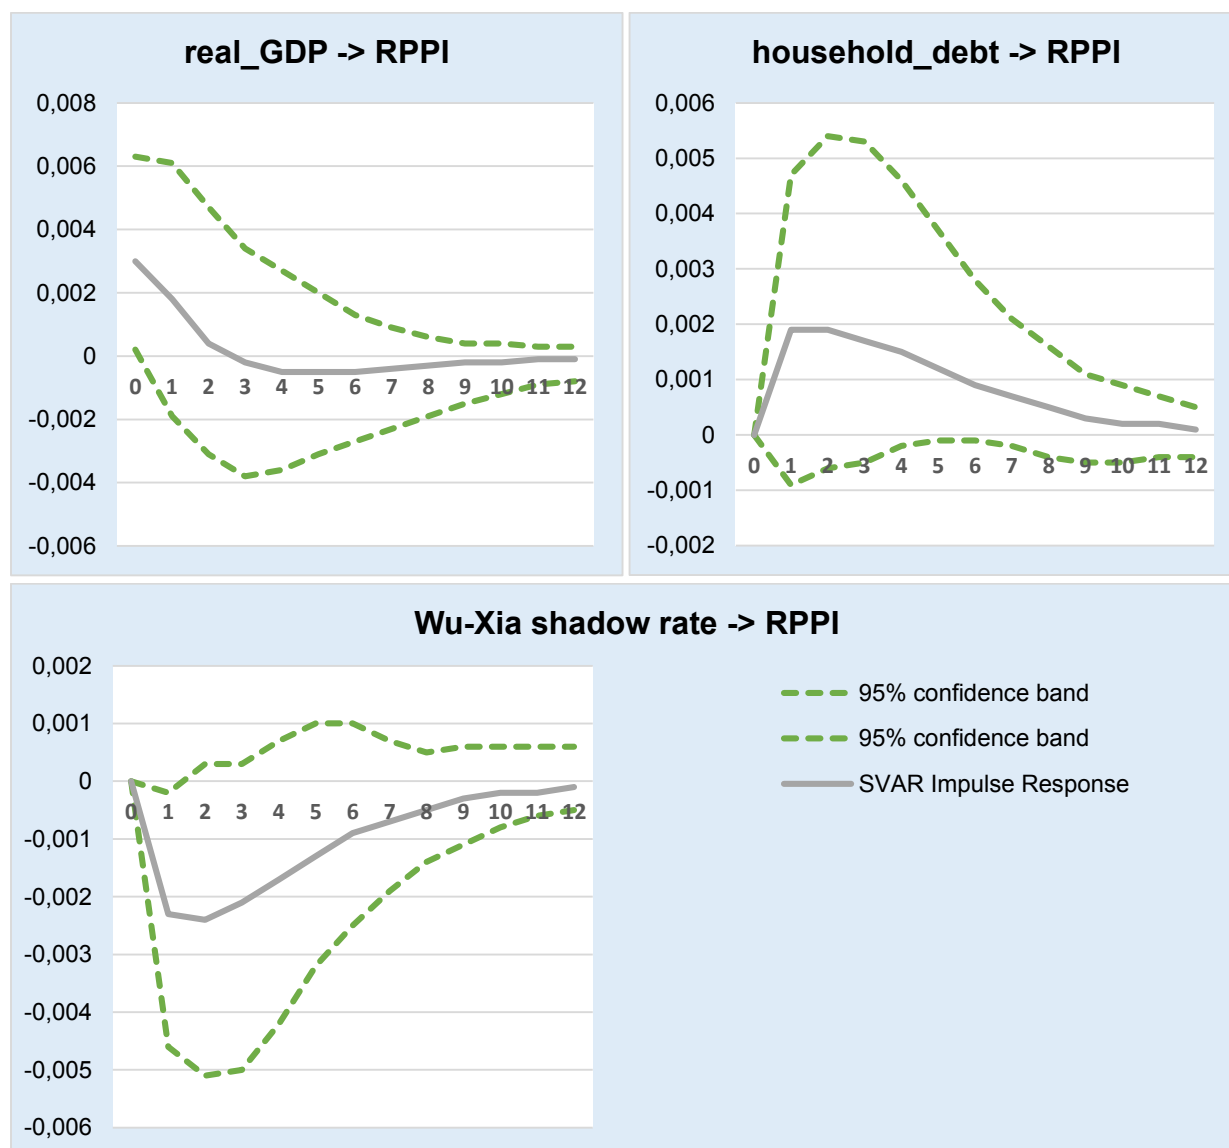 real_GDP -> RPPI
0,008
0,006
0,004
0,002
0
-0,002
-0,004
-0,006
0 1 2 3 4 5 6 7 8 9 10 11 12
household_debt -> RPPI
0,006
0,005
0,004
0,003
0,002
0,001
0
-0,001
-0,002
0 1 2 3 4 5 6 7 8 9 10 11 12
Wu-Xia shadow rate -> RPPI
0,002
0,001
0
-0,001
-0,002
-0,003
-0,004
-0,005
-0,006
0 1 2 3 4 5 6 7 8 9 10 11 12
95% confidence band
95% confidence band
SVAR Impulse Response